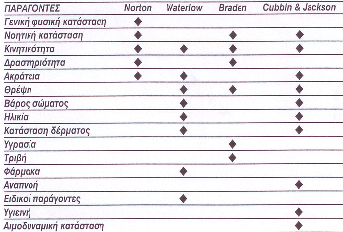 ΠΑΡΑΓΟΝΤΕΣ Norton Waterlow Braden Cubbin & Jackson
Γενική φυσική κατάσταση ♦
Νοητική κατάσταση ♦ ♦ ♦
Κινητικότητα ♦ ♦ ♦ ♦
Δραστηριότητα ♦ ♦
Ακράτεια ♦ ♦ ♦
Θρέψη ♦ ♦ ♦
Βάρος σώματος ♦ ♦
Ηλικία ♦ ♦
Κατάσταση δέρματος ♦ ♦
Υγρασία ♦
Τριβή ♦
Φάρμακα ♦
Αναπνοή ♦
Ειδικοί παράγοντες ♦
Υγιεινή ♦
Αιμοδυναμική κατάσταση ♦